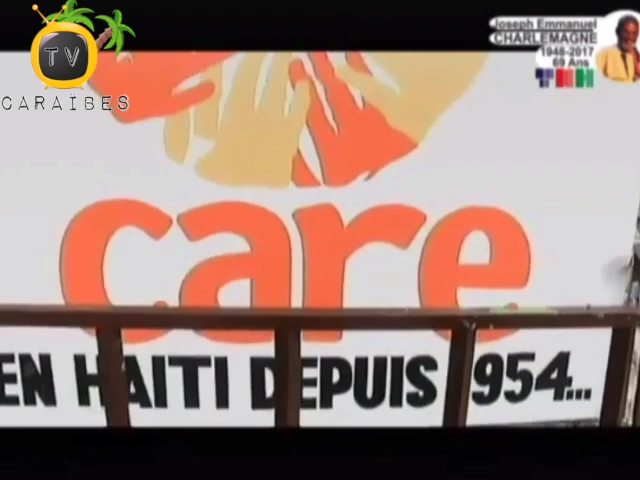 TV
CARAÏBES
Joseph Emmanuel
CHARLEMAGNE
1948-2017
69 Ans
care
EN HAITI DEPUIS 1954...